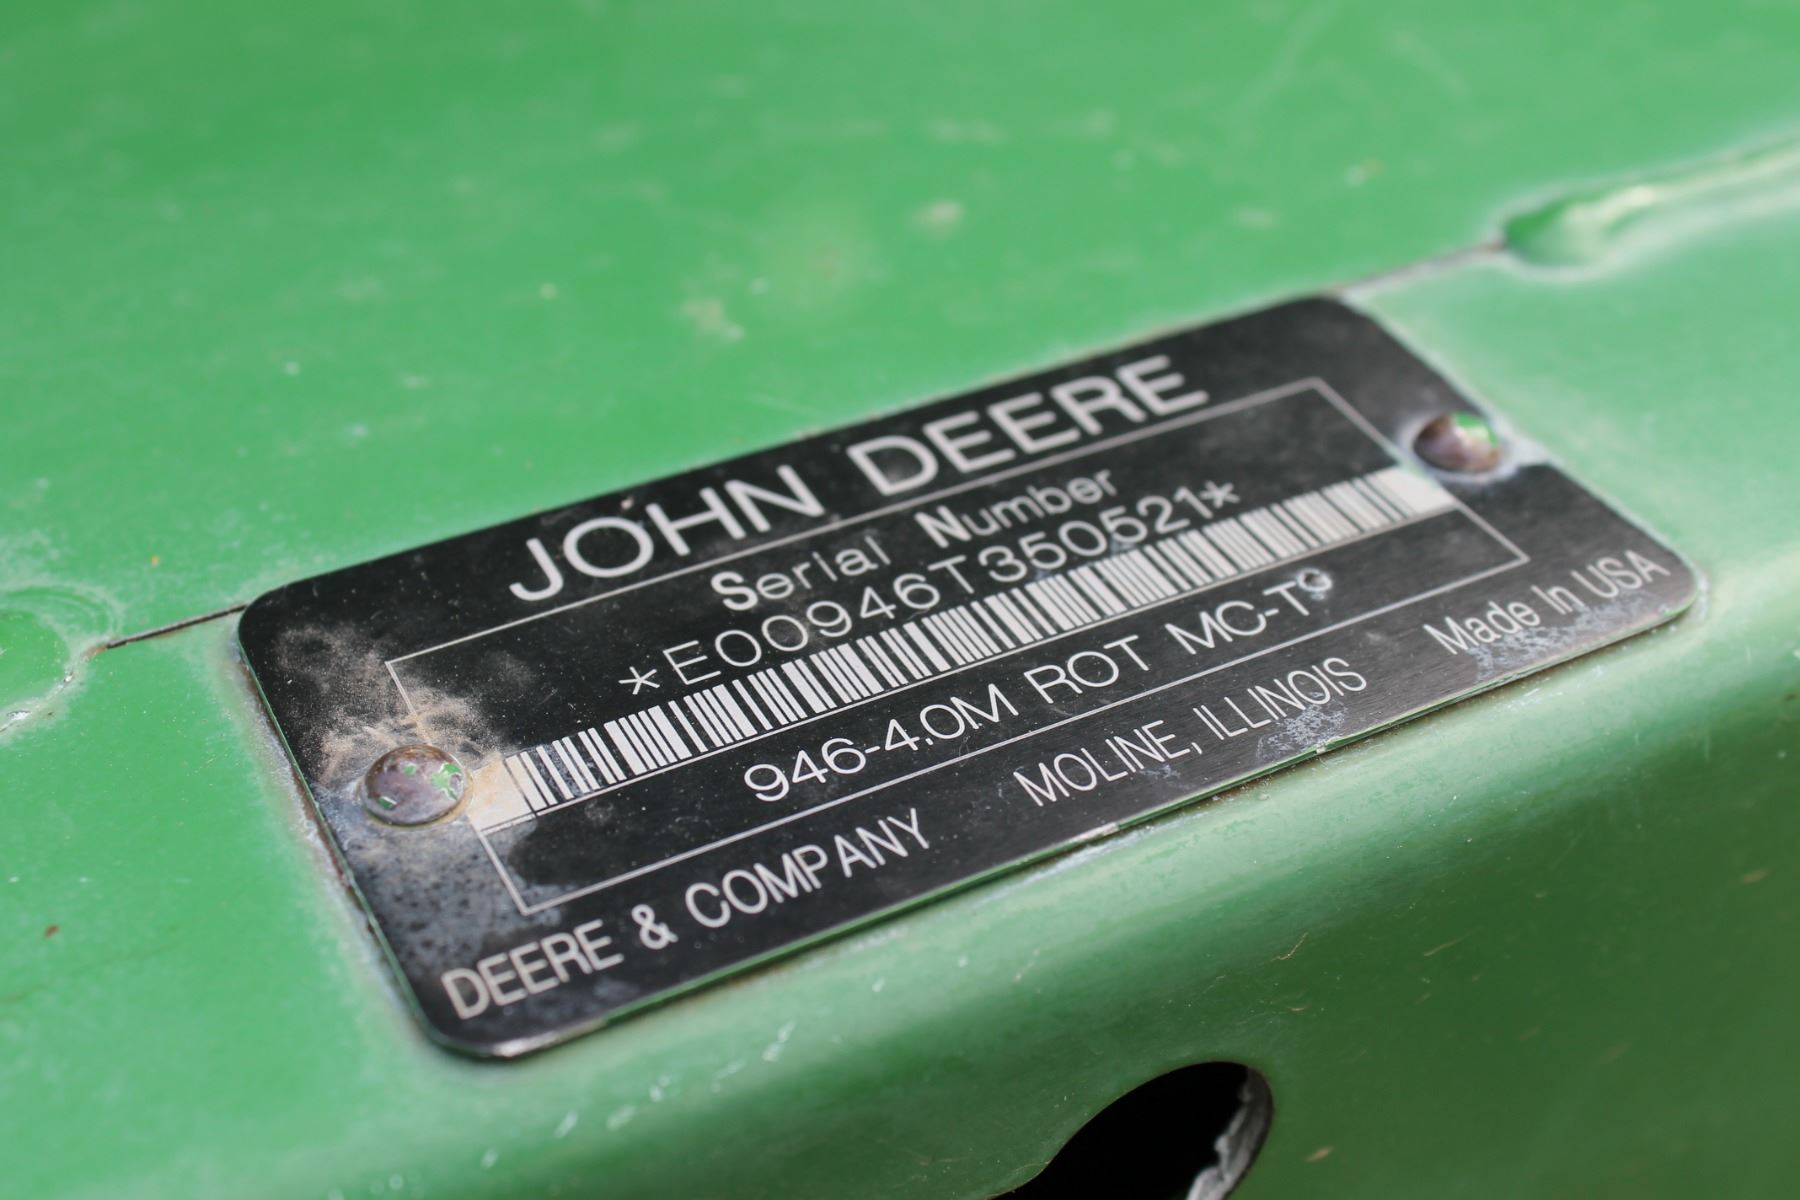 JOHN DEERE
Serial Number
*E00946T350521*
946-4.0M ROT MC-T°
DEERE & COMPANY MOLINE, ILLINOIS Made In USA